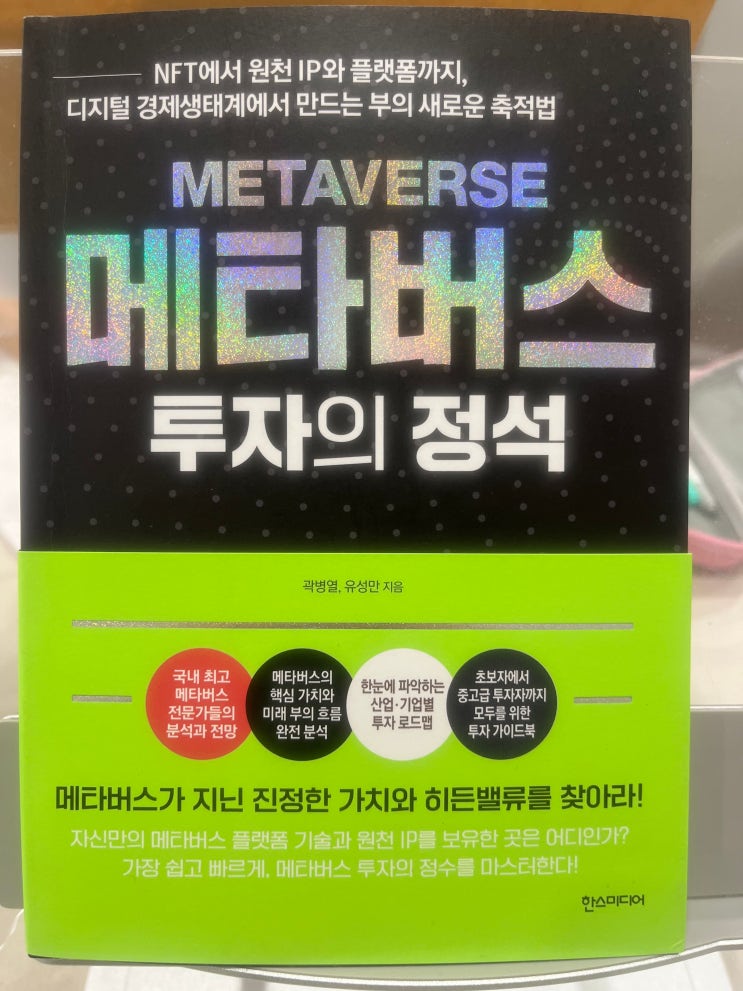 NFT에서 원천 IP와 플랫폼까지,
디지털 경제생태계에서 만드는 부의 새로운 축적법
METAVERSE
메타버스
투자의 정석
곽병열, 유성만 지음
국내 최고
메타버스
전문가들의
분석과 전망
메타버스의
핵심 가치와
미래 부의 흐름
완전 분석
한눈에 파악하는
산업·기업별
투자 로드맵
초보자에서
중고급 투자자까지
모두를 위한
투자 가이드북
메타버스가 지닌 진정한 가치와 히든밸류를 찾아라!
자신만의 메타버스 플랫폼 기술과 원천 IP를 보유한 곳은 어디인가?
가장 쉽고 빠르게, 메타버스 투자의 정수를 마스터한다!
한스미디어